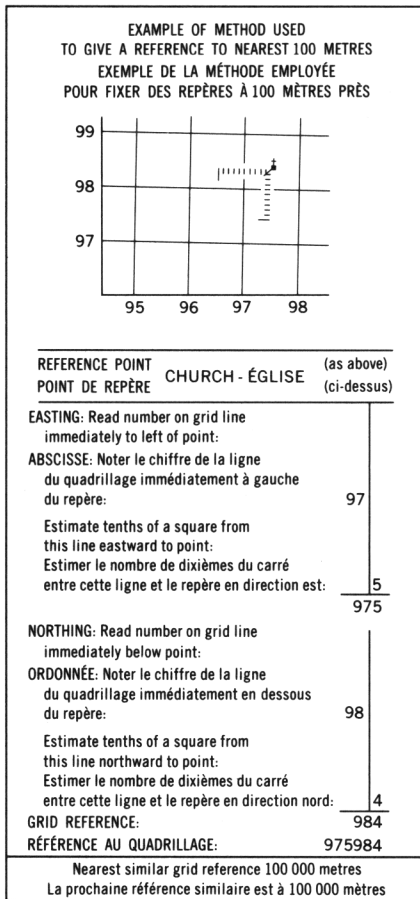 EXAMPLE OF METHOD USED
TO GIVE A REFERENCE TO NEAREST 100 METRES
EXEMPLE DE LA MÉTHODE EMPLOYÉE
POUR FIXER DES REPÈRES À 100 MÈTRES PRÈS
99
98
97
95 96 97 98
REFERENCE POINT
POINT DE REPÈRE
CHURCH - ÉGLISE
(as above)
(ci-dessus)
EASTING: Read number on grid line
immediately to left of point:
ABSCISSE: Noter le chiffre de la ligne
du quadrillage immédiatement à gauche
du repère: 97
Estimate tenths of a square from
this line eastward to point:
Estimer le nombre de dixièmes du carré
entre cette ligne et le repère en direction est: 5
975
NORTHING: Read number on grid line
immediately below point:
ORDONNÉE: Noter le chiffre de la ligne
du quadrillage immédiatement en dessous
du repère: 98
Estimate tenths of a square from
this line northward to point:
Estimer le nombre de dixièmes du carré
entre cette ligne et le repère en direction nord: 4
GRID REFERENCE: 984
RÉFÉRENCE AU QUADRILLAGE: 975984
Nearest similar grid reference 100 000 metres
La prochaine référence similaire est à 100 000 mètres